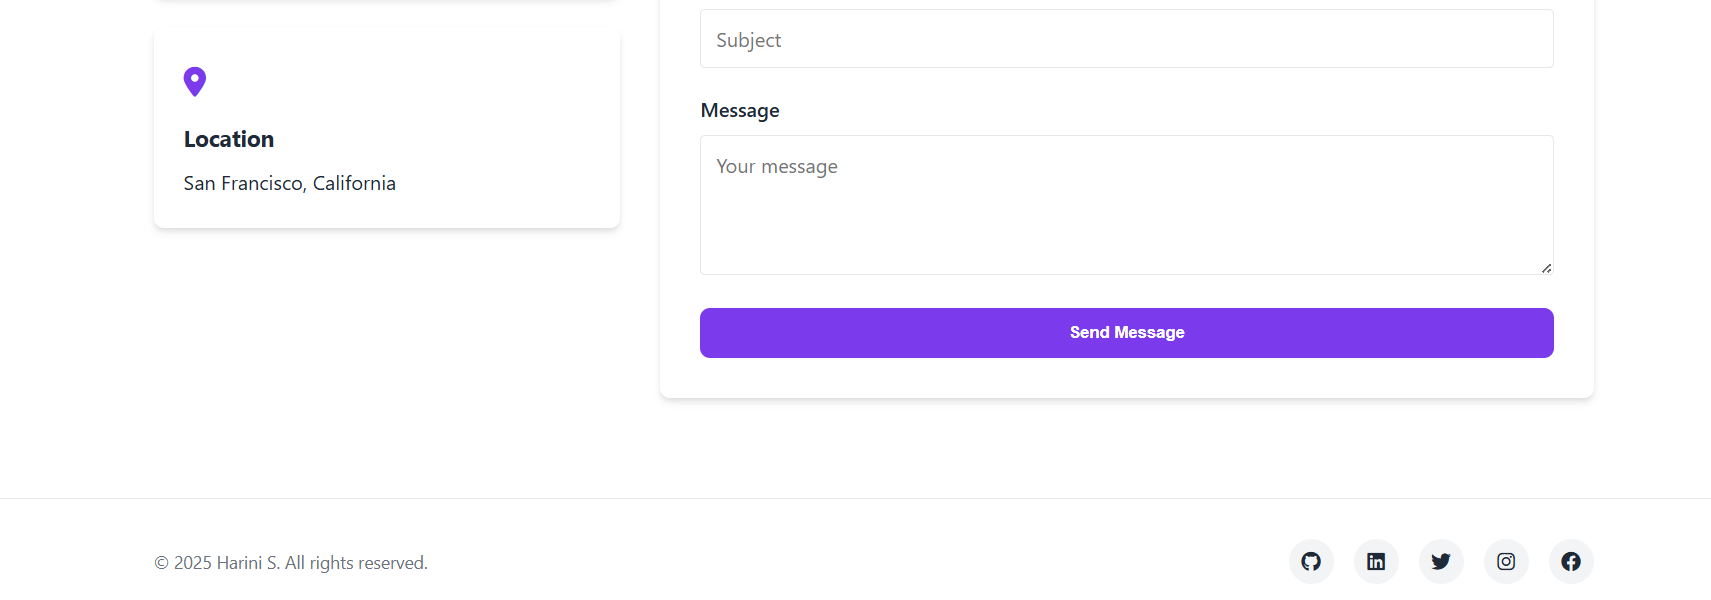 Location
San Francisco, California
Subject
Message
Your message
Send Message
© 2025 Harini S. All rights reserved.